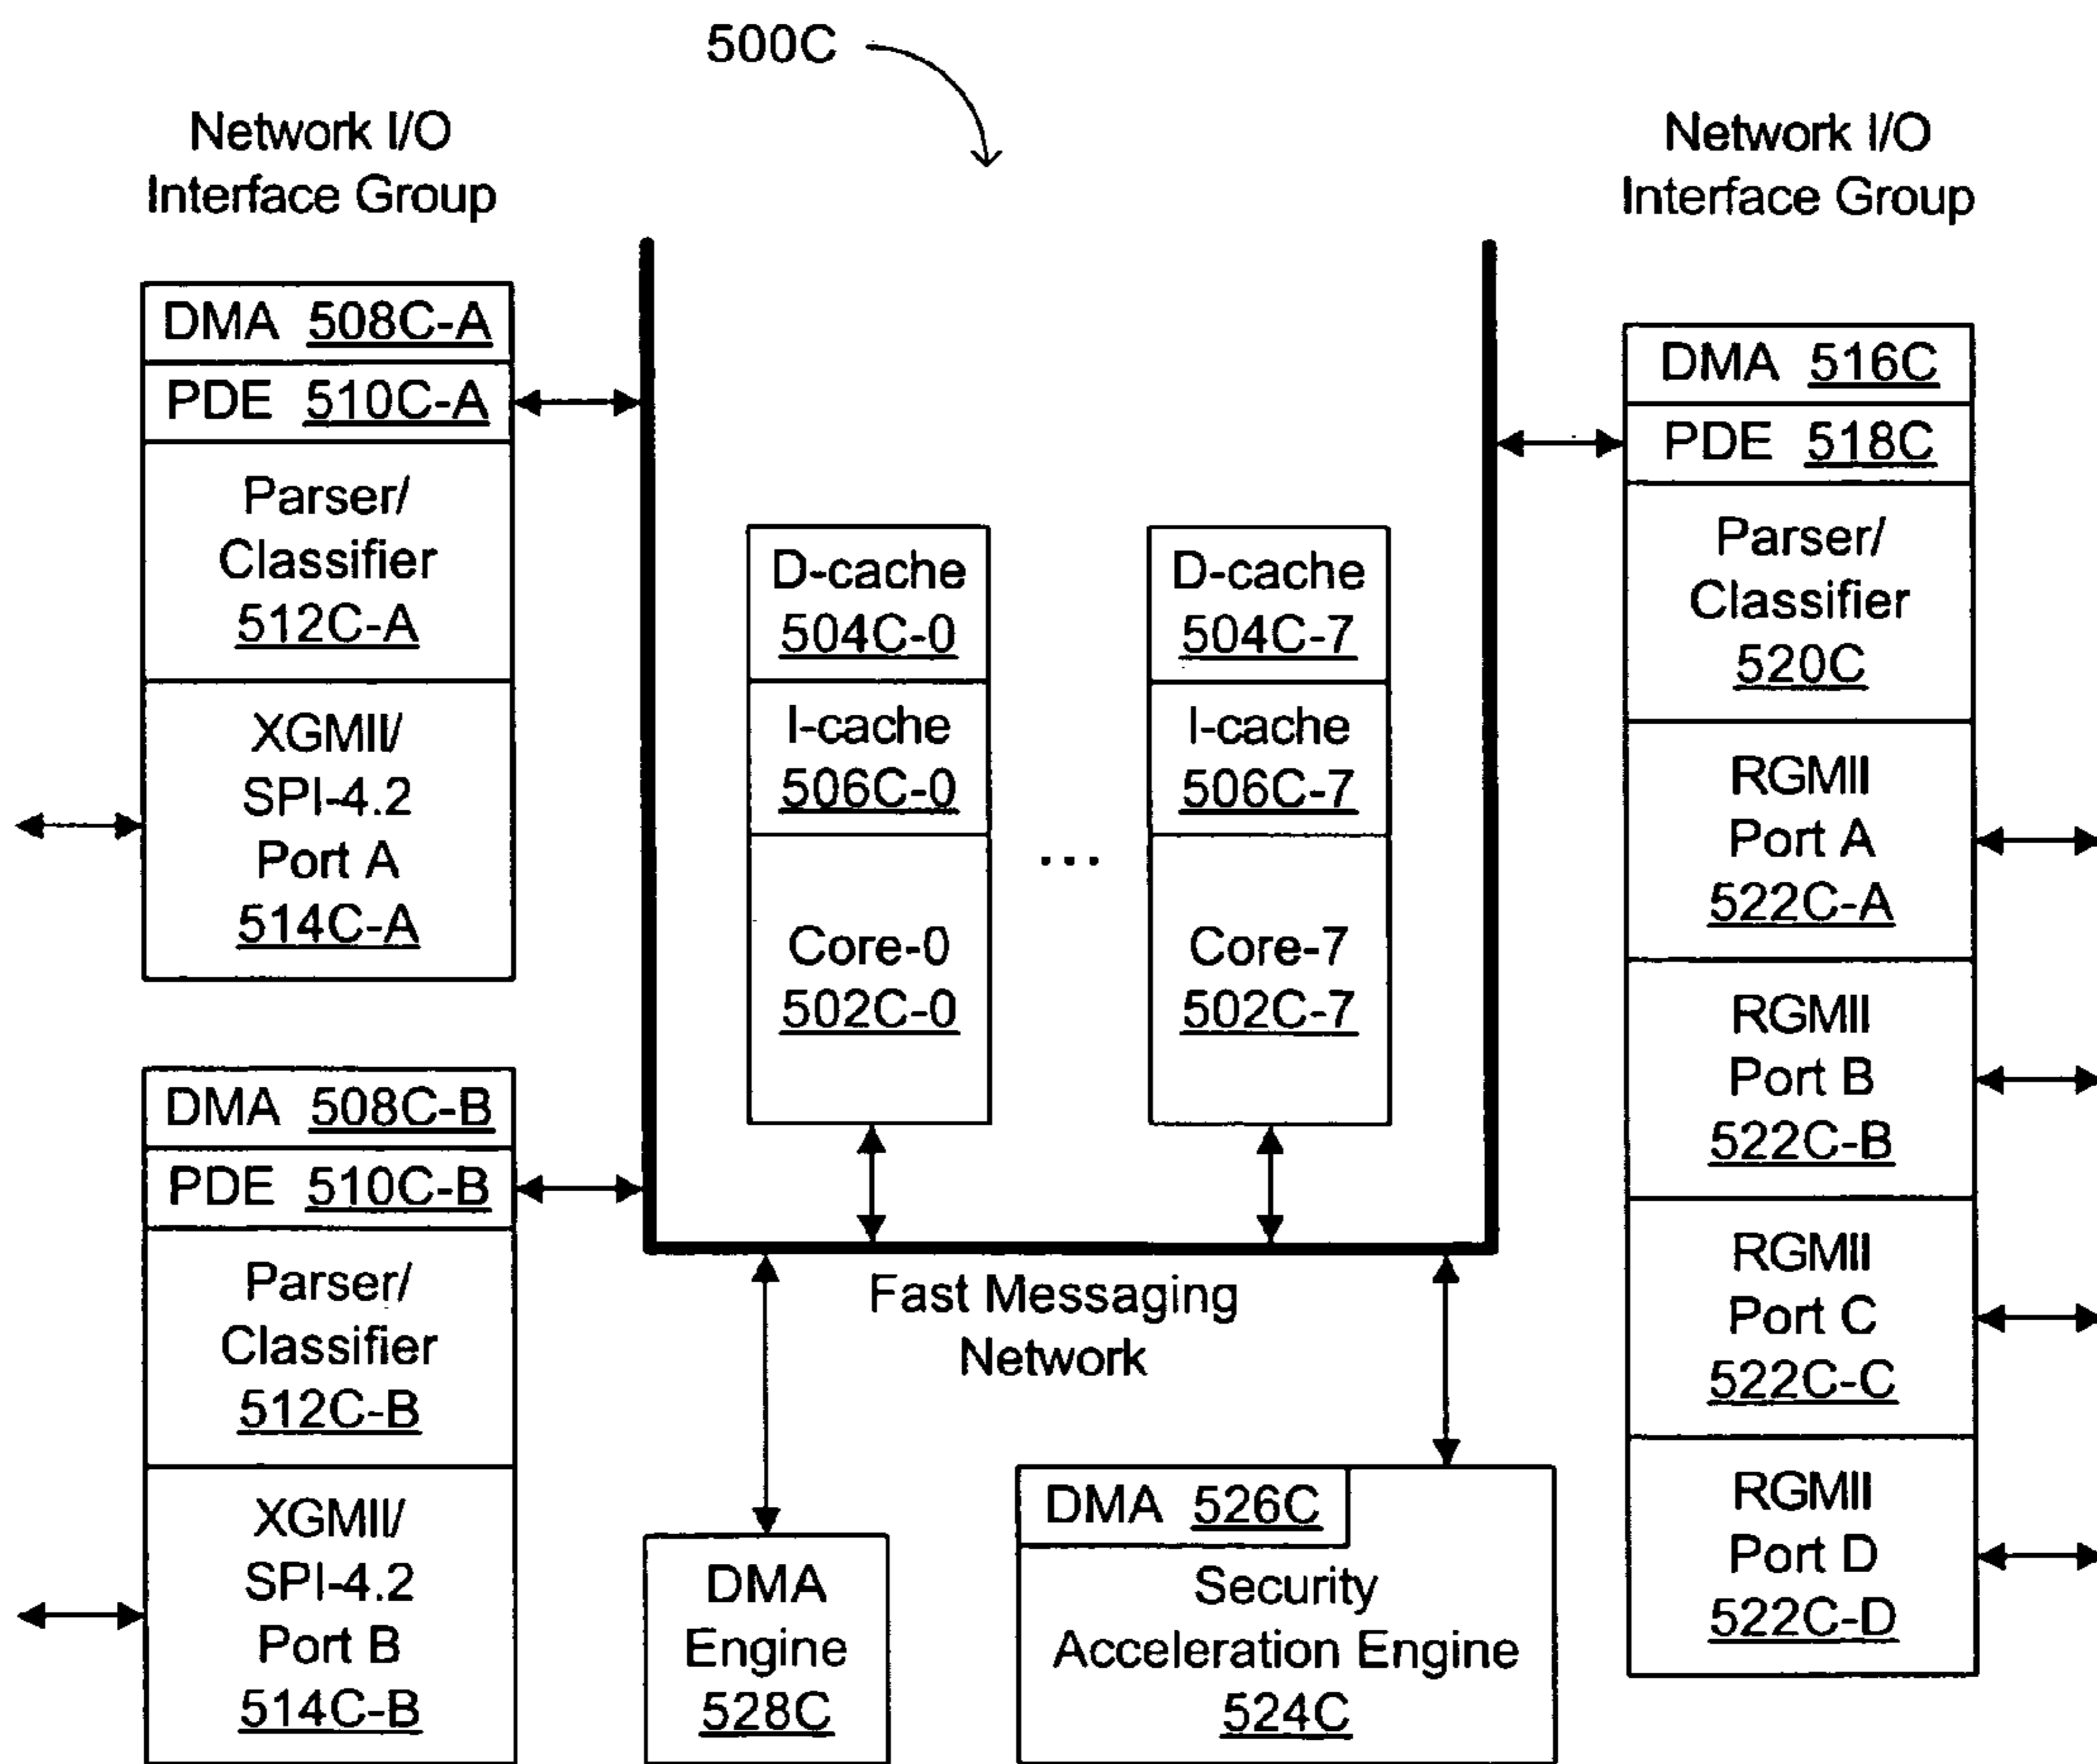 500C
Network I/O
Interface Group
DMA 508C-A
PDE 510C-A
Parser/
Classifier
512C-A
XGMII/
SPI-4.2
Port A
514C-A
DMA 508C-B
PDE 510C-B
Parser/
Classifier
512C-B
XGMII/
SPI-4.2
Port B
514C-B
D-cache
504C-0
I-cache
506C-0
Core-0
502C-0
...
D-cache
504C-7
I-cache
506C-7
Core-7
502C-7
Fast Messaging
Network
DMA
Engine
528C
DMA 526C
Security
Acceleration Engine
524C
Network I/O
Interface Group
DMA 516C
PDE 518C
Parser/
Classifier
520C
RGMII
Port A
522C-A
RGMII
Port B
522C-B
RGMII
Port C
522C-C
RGMII
Port D
522C-D